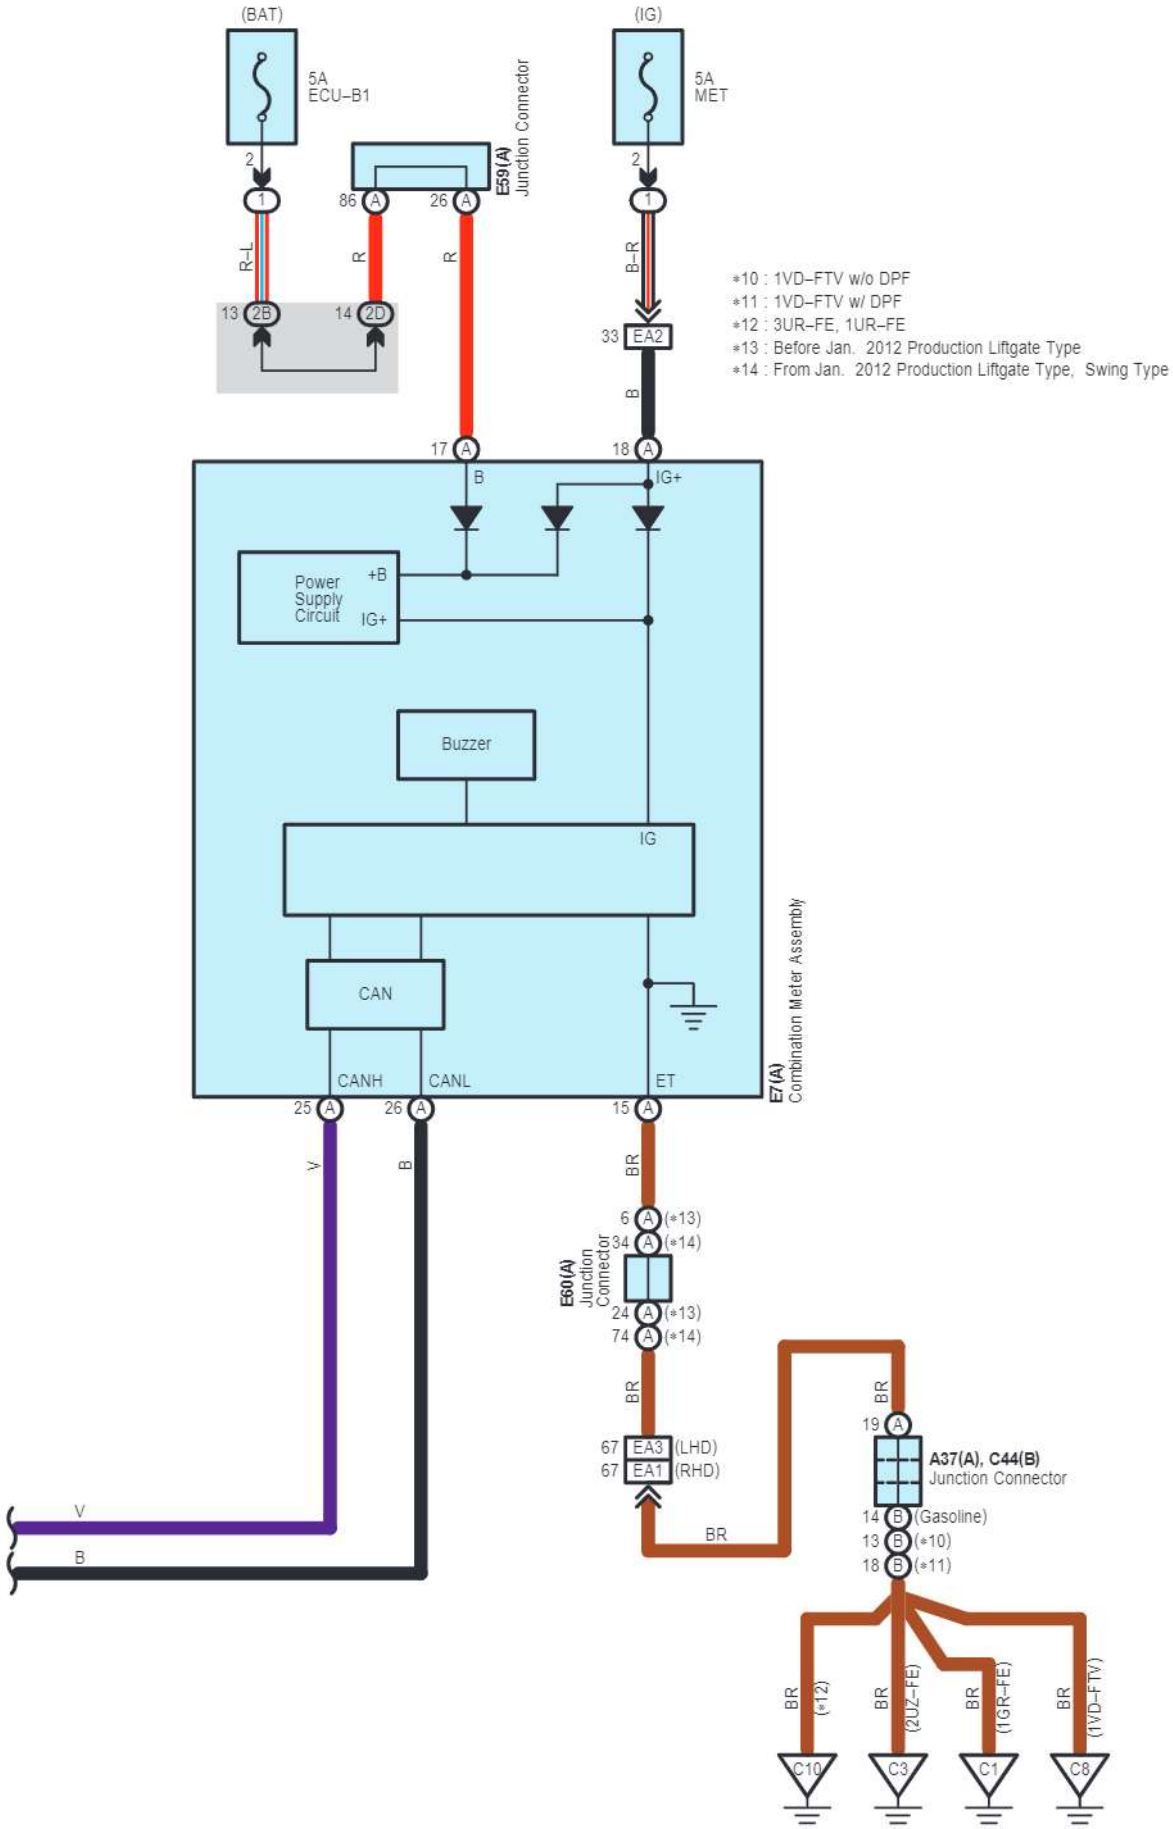 (BAT)
(IG)
5A
ECU–B1
E59(A)
Junction Connector
5A
MET
2
2
1
86 A
26 A
1
R–L
R
R
B–R
∗10 : 1VD–FTV w/o DPF
∗11 : 1VD–FTV w/ DPF
∗12 : 3UR–FE, 1UR–FE
∗13 : Before Jan. 2012 Production Liftgate Type
∗14 : From Jan. 2012 Production Liftgate Type, Swing Type
13 2B
14 2D
33 EA2
B
17 A
18 A
B
IG+
Power
Supply
Circuit
+B
IG+
Buzzer
IG
CAN
CANH
CANL
ET
E7(A)
Combination Meter Assembly
25 A
26 A
15 A
V
B
BR
6 A (∗13)
34 A (∗14)
E60(A)
Junction
Connector
24 A (∗13)
74 A (∗14)
BR
67 EA3 (LHD)
67 EA1 (RHD)
BR
BR
19 A
A37(A), C44(B)
Junction Connector
14 B (Gasoline)
13 B (∗10)
18 B (∗11)
V
B
BR
(∗12)
BR
(2UZ–FE)
BR
(1GR–FE)
BR
(1VD–FTV)
C10
C3
C1
C8